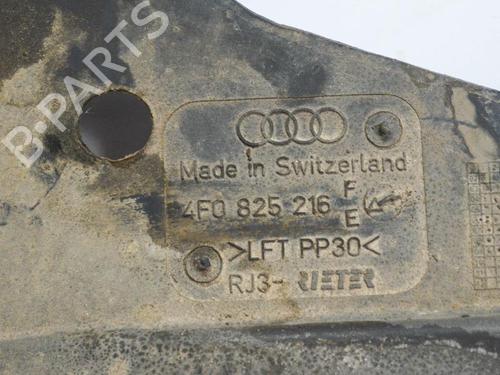 B-PARTS
Made in Switzerland
4F0 825 216 F
E
>LFT PP30<
RJ3- RIETER